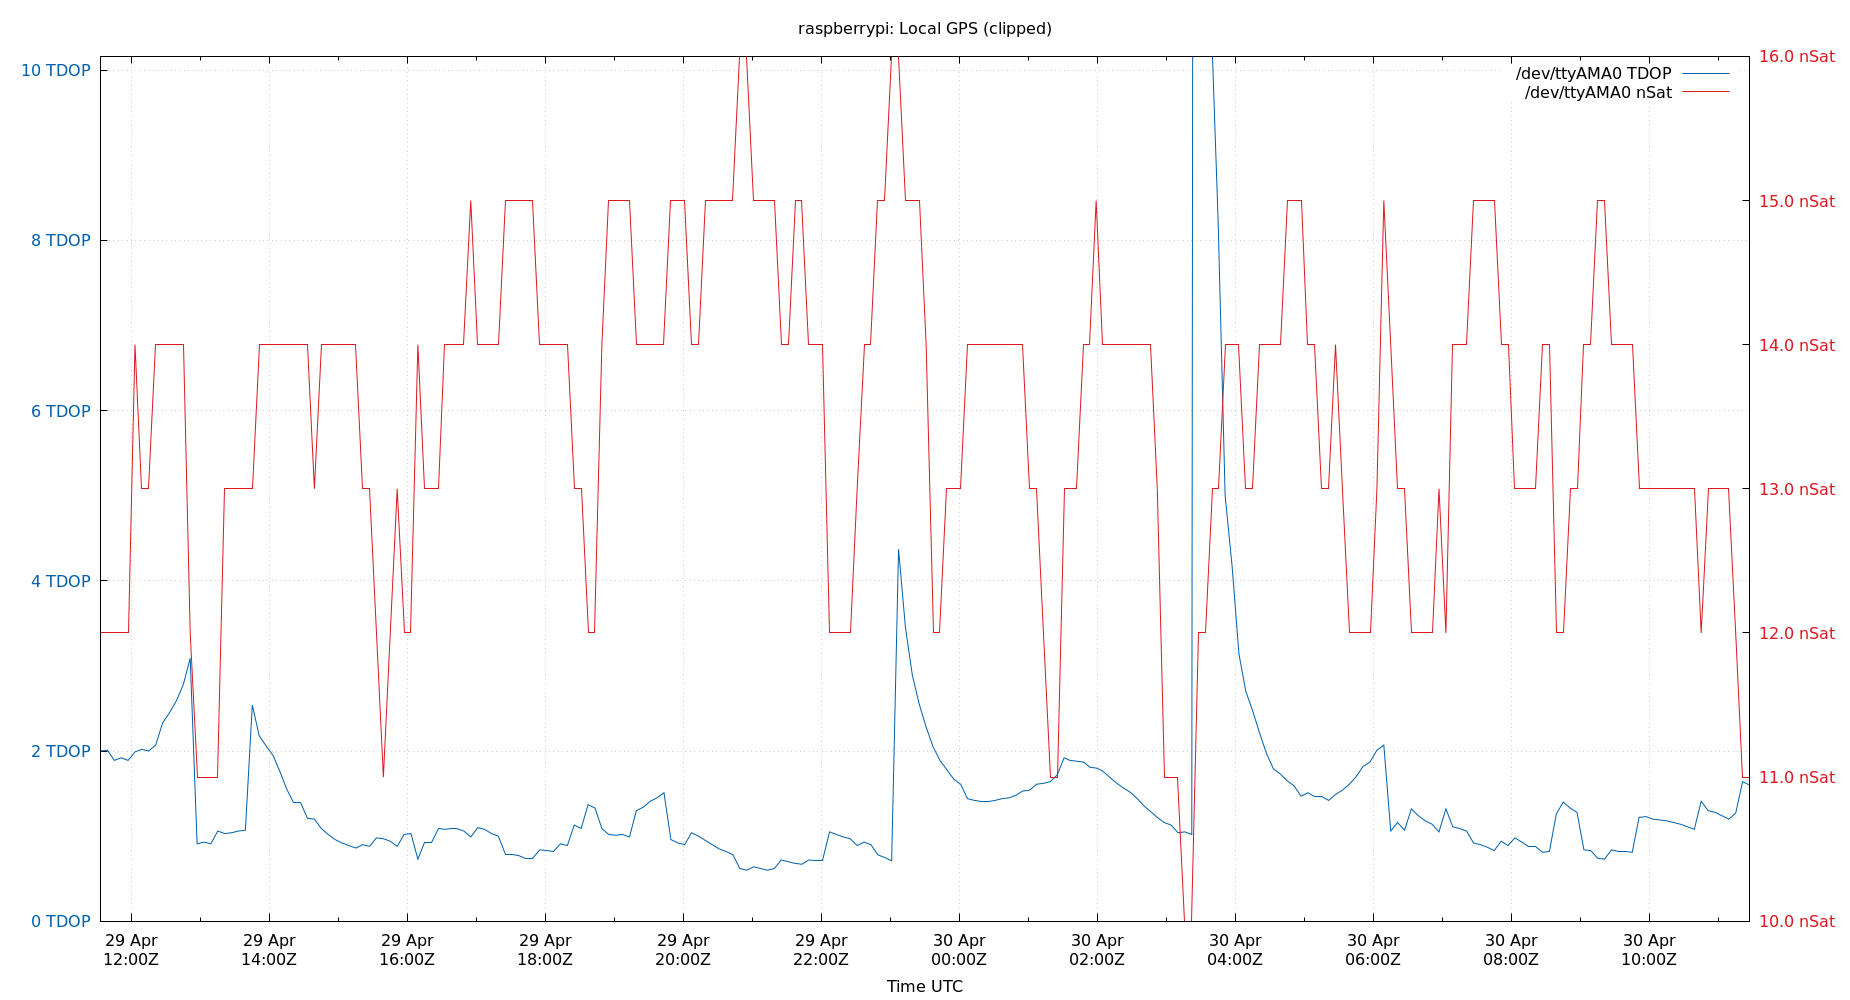 raspberrypi: Local GPS (clipped)
10 TDOP
8 TDOP
6 TDOP
4 TDOP
2 TDOP
0 TDOP
16.0 nSat
15.0 nSat
14.0 nSat
13.0 nSat
12.0 nSat
11.0 nSat
10.0 nSat
/dev/ttyAMA0 TDOP
/dev/ttyAMA0 nSat
29 Apr 29 Apr 29 Apr 29 Apr 29 Apr 29 Apr 30 Apr 30 Apr 30 Apr 30 Apr 30 Apr 30 Apr
12:00Z 14:00Z 16:00Z 18:00Z 20:00Z 22:00Z 00:00Z 02:00Z 04:00Z 06:00Z 08:00Z 10:00Z
Time UTC